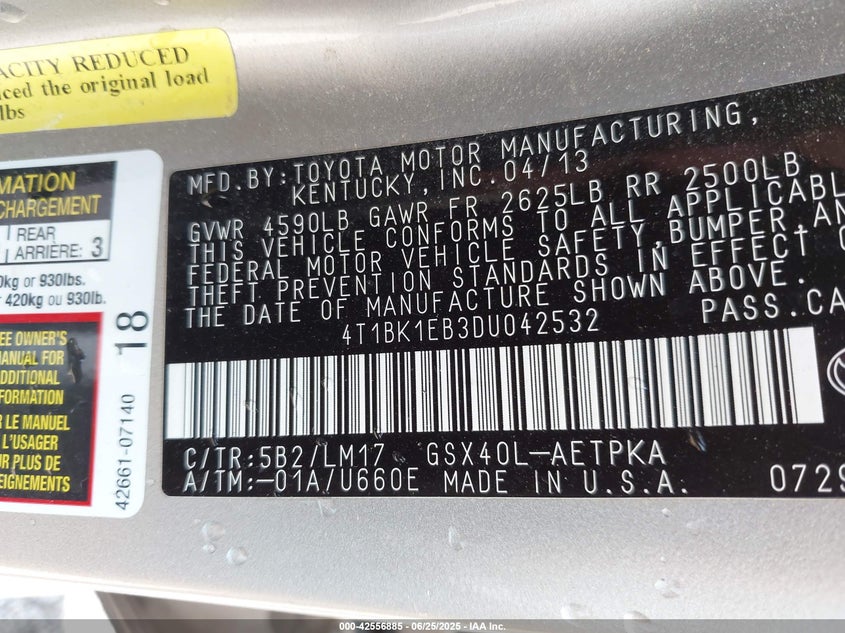 ACITY REDUCED
ced the original load
lbs
MATION
CHARGEMENT
REAR
ARRIÈRE: 3
0kg or 930lbs.
420kg ou 930lb.
EE OWNER'S
MANUAL FOR
ADDITIONAL
FORMATION
R LE MANUEL
L'USAGER
R PLUS DE
SEIGNEMENTS
42661-07140 18
MFD.BY:TOYOTA MOTOR MANUFACTURING,
KENTUCKY,INC.04/13
GVWR 4590LB GAWR FR 2625LB RR 2500LB
THIS VEHICLE CONFORMS TO ALL APPLICABL
FEDERAL MOTOR VEHICLE SAFETY,BUMPER,AN
THEFT PREVENTION STANDARDS IN EFFECT O
THE DATE OF MANUFACTURE SHOWN ABOVE.
4T1BK1EB3DU042532 PASS.CA
C/TR:5B2/LM17 GSX40L-AETPKA
A/TM:-01A/U660E MADE IN U.S.A. 0729
000-42556885 | 06/25/2025 - IAA Inc.